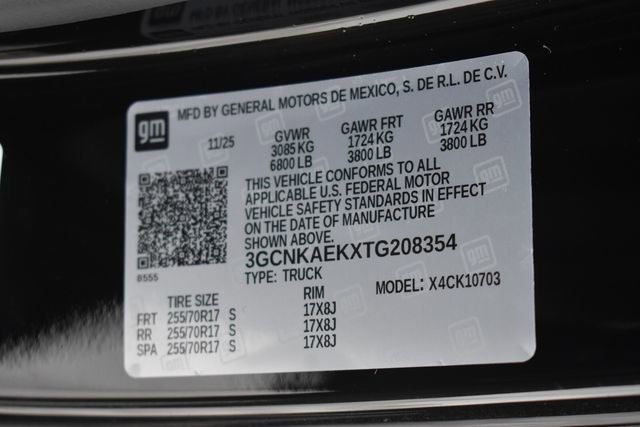 gm
MFD BY GENERAL MOTORS DE MEXICO, S. DE R.L. DE C.V.
11/25 GVWR GAWR FRT GAWR RR
3085 KG 1724 KG 1724 KG
6800 LB 3800 LB 3800 LB
THIS VEHICLE CONFORMS TO ALL
APPLICABLE U.S. FEDERAL MOTOR
VEHICLE SAFETY STANDARDS IN EFFECT
ON THE DATE OF MANUFACTURE
SHOWN ABOVE.
3GCNKAEKXTG208354
8555
TYPE: TRUCK MODEL: X4CK10703
TIRE SIZE RIM
FRT 255/70R17 S 17X8J
RR 255/70R17 S 17X8J
SPA 255/70R17 S 17X8J